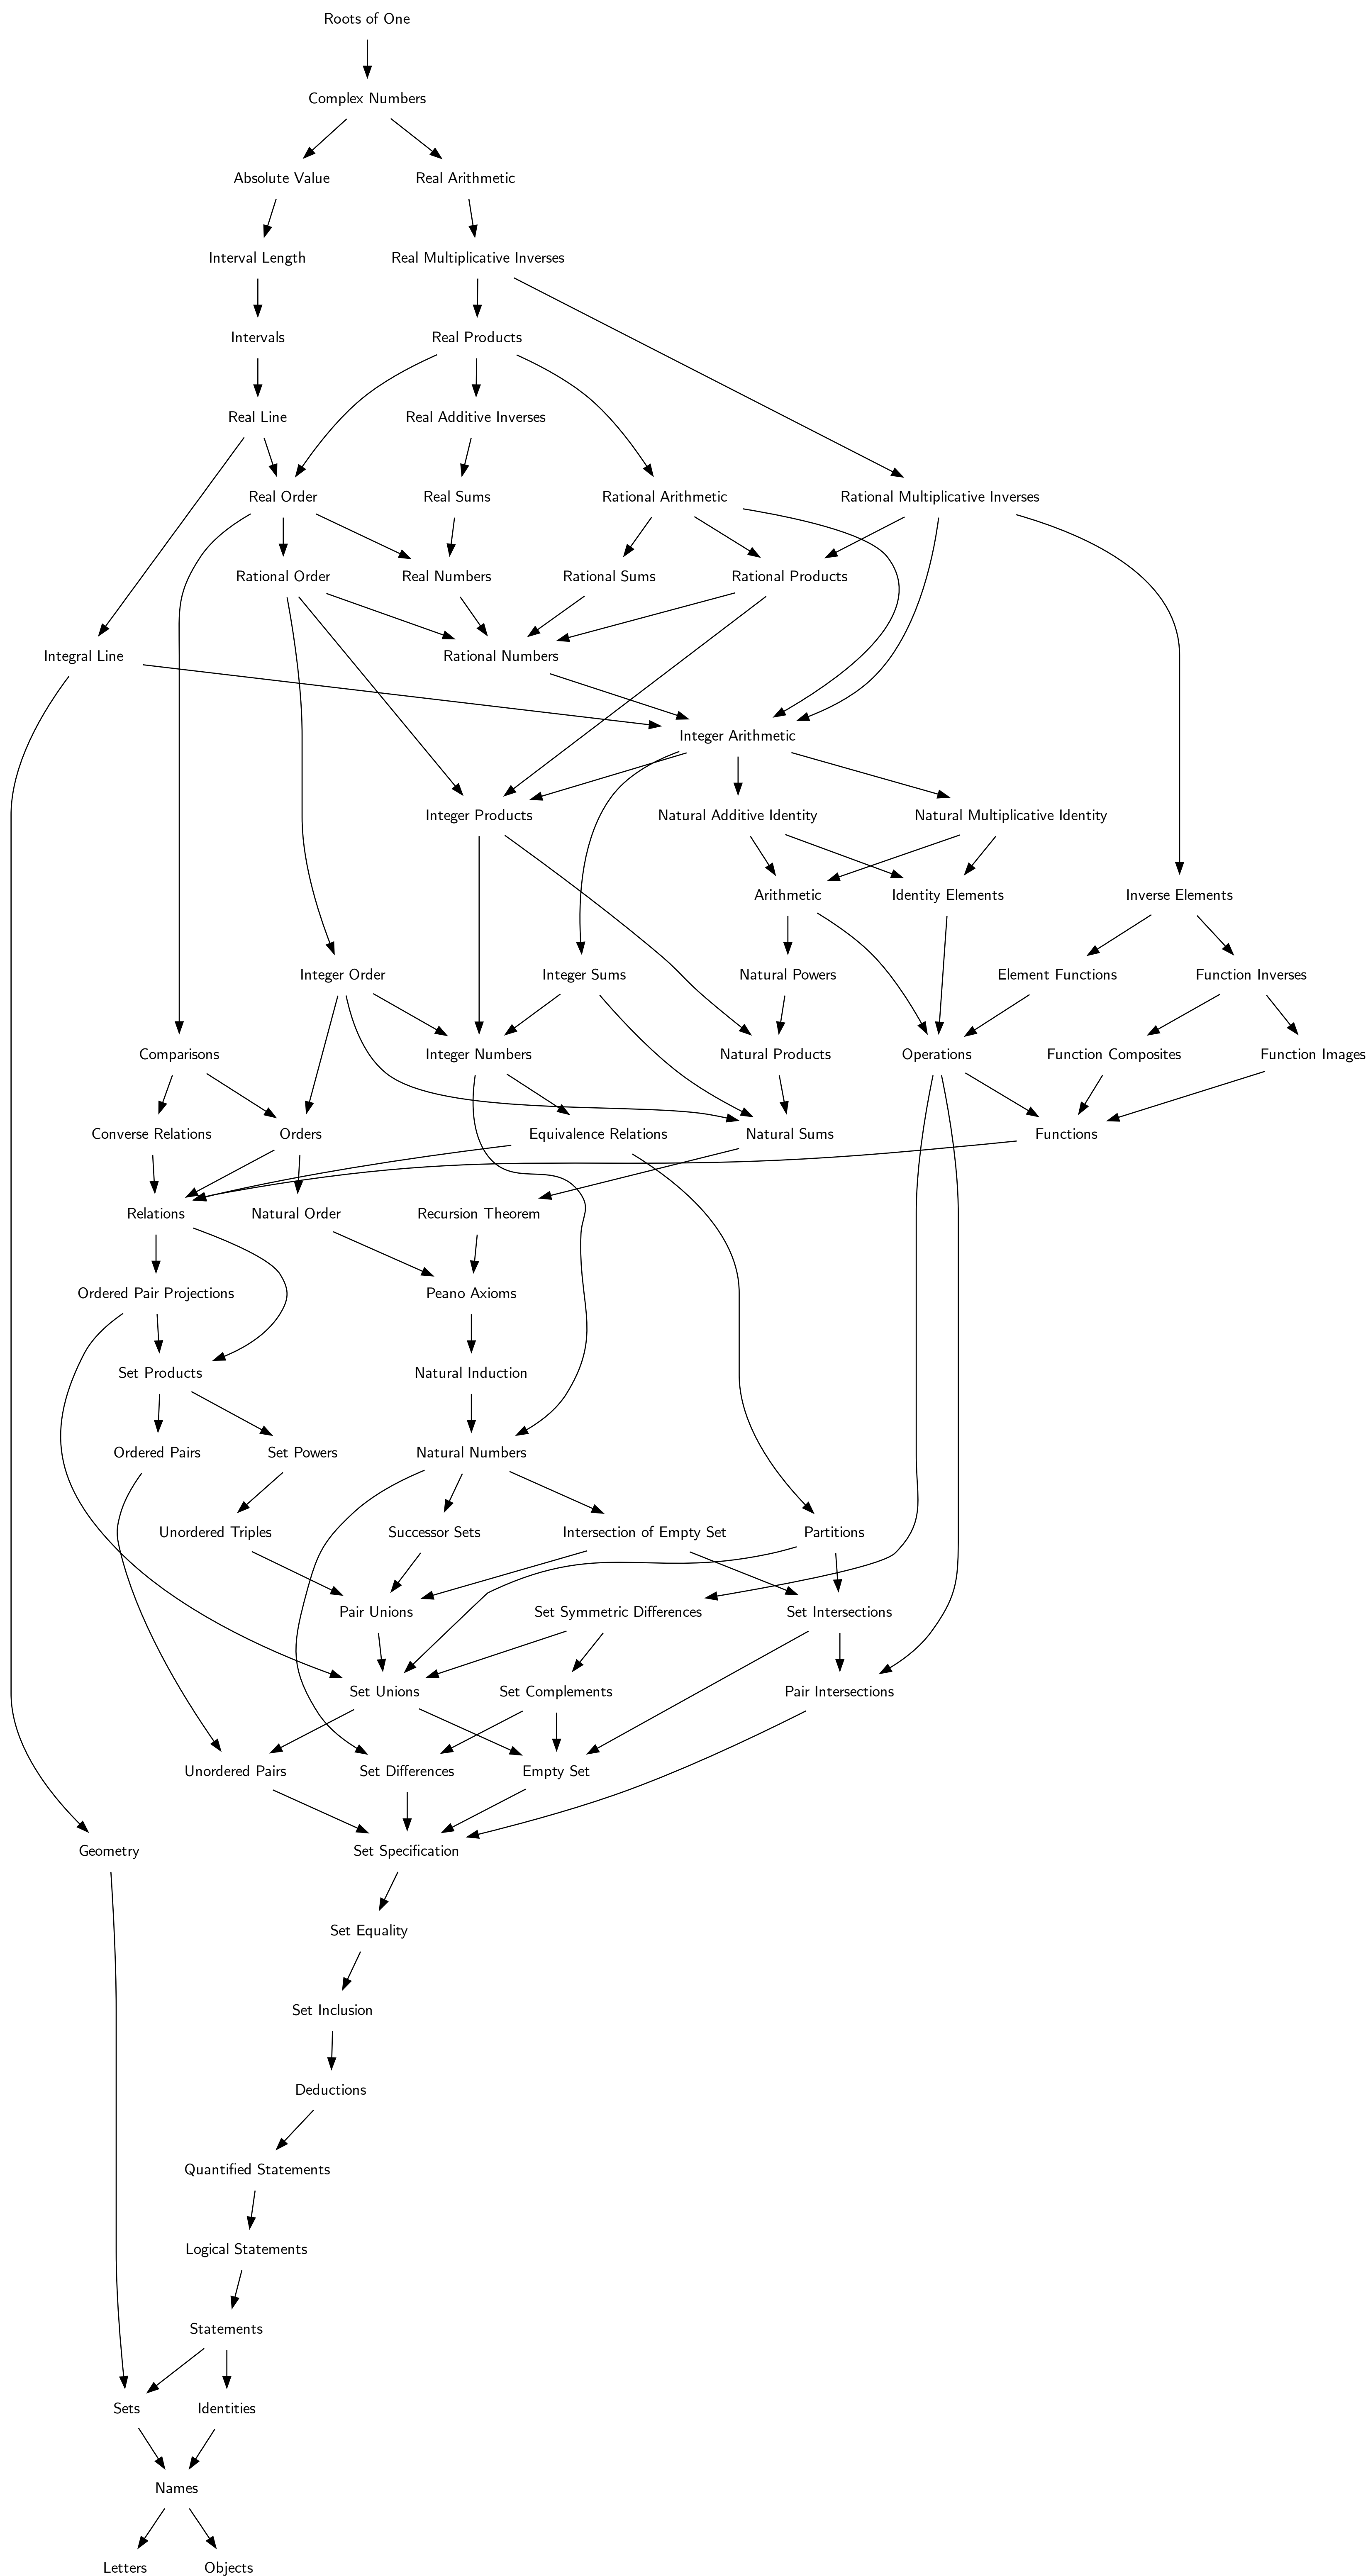 Roots of One
Complex Numbers
Absolute Value
Real Arithmetic
Interval Length
Real Multiplicative Inverses
Intervals
Real Products
Real Line
Real Additive Inverses
Real Order
Real Sums
Rational Arithmetic
Rational Multiplicative Inverses
Rational Order
Real Numbers
Rational Sums
Rational Products
Integral Line
Rational Numbers
Integer Arithmetic
Integer Products
Natural Additive Identity
Natural Multiplicative Identity
Arithmetic
Identity Elements
Inverse Elements
Integer Order
Integer Sums
Natural Powers
Element Functions
Function Inverses
Comparisons
Integer Numbers
Natural Products
Operations
Function Composites
Function Images
Converse Relations
Orders
Equivalence Relations
Natural Sums
Functions
Relations
Natural Order
Recursion Theorem
Ordered Pair Projections
Peano Axioms
Set Products
Natural Induction
Ordered Pairs
Set Powers
Natural Numbers
Unordered Triples
Successor Sets
Intersection of Empty Set
Partitions
Pair Unions
Set Symmetric Differences
Set Intersections
Set Unions
Set Complements
Pair Intersections
Unordered Pairs
Set Differences
Empty Set
Geometry
Set Specification
Set Equality
Set Inclusion
Deductions
Quantified Statements
Logical Statements
Statements
Sets
Identities
Names
Letters
Objects